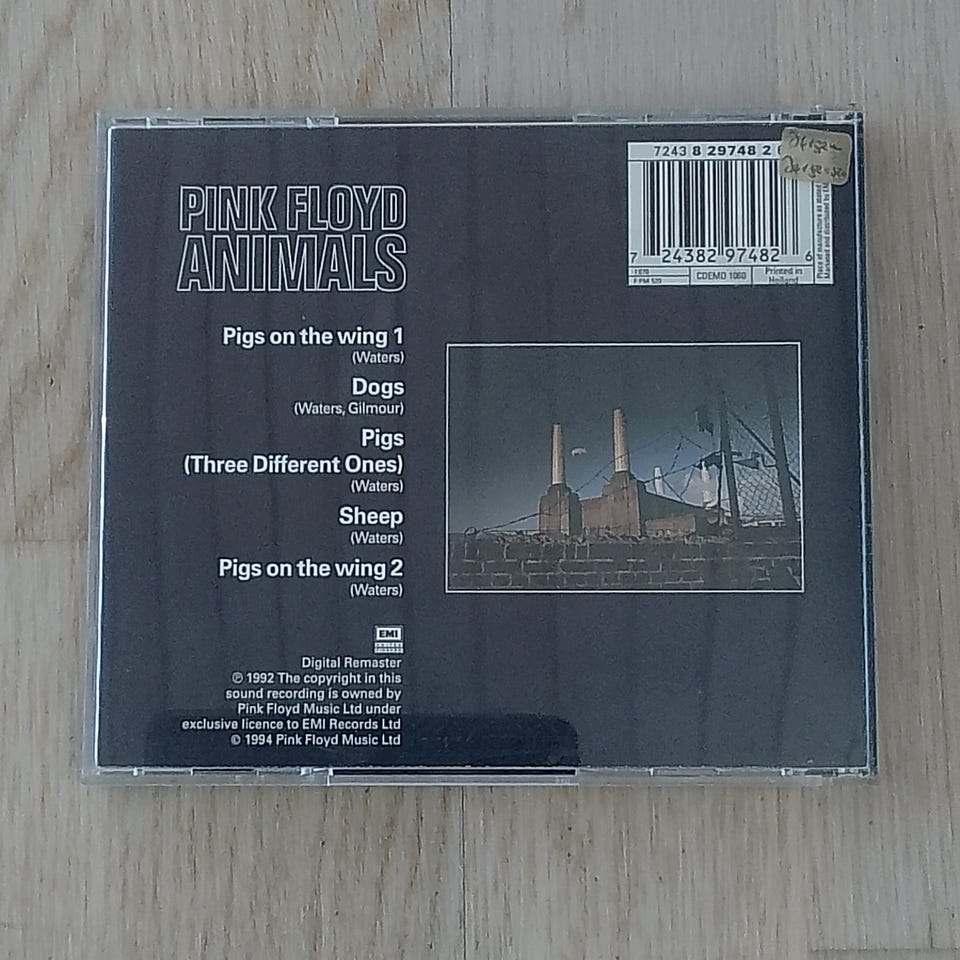 PINK FLOYD
ANIMALS
Pigs on the wing 1
(Waters)
Dogs
(Waters, Gilmour)
Pigs
(Three Different Ones)
(Waters)
Sheep
(Waters)
Pigs on the wing 2
(Waters)
EMI
Digital Remaster
℗ 1992 The copyright in this
sound recording is owned by
Pink Floyd Music Ltd under
exclusive licence to EMI Records Ltd
© 1994 Pink Floyd Music Ltd
7243 8 29748 2
7 24382 97482 6
CDEMD 1060
Printed in
Holland